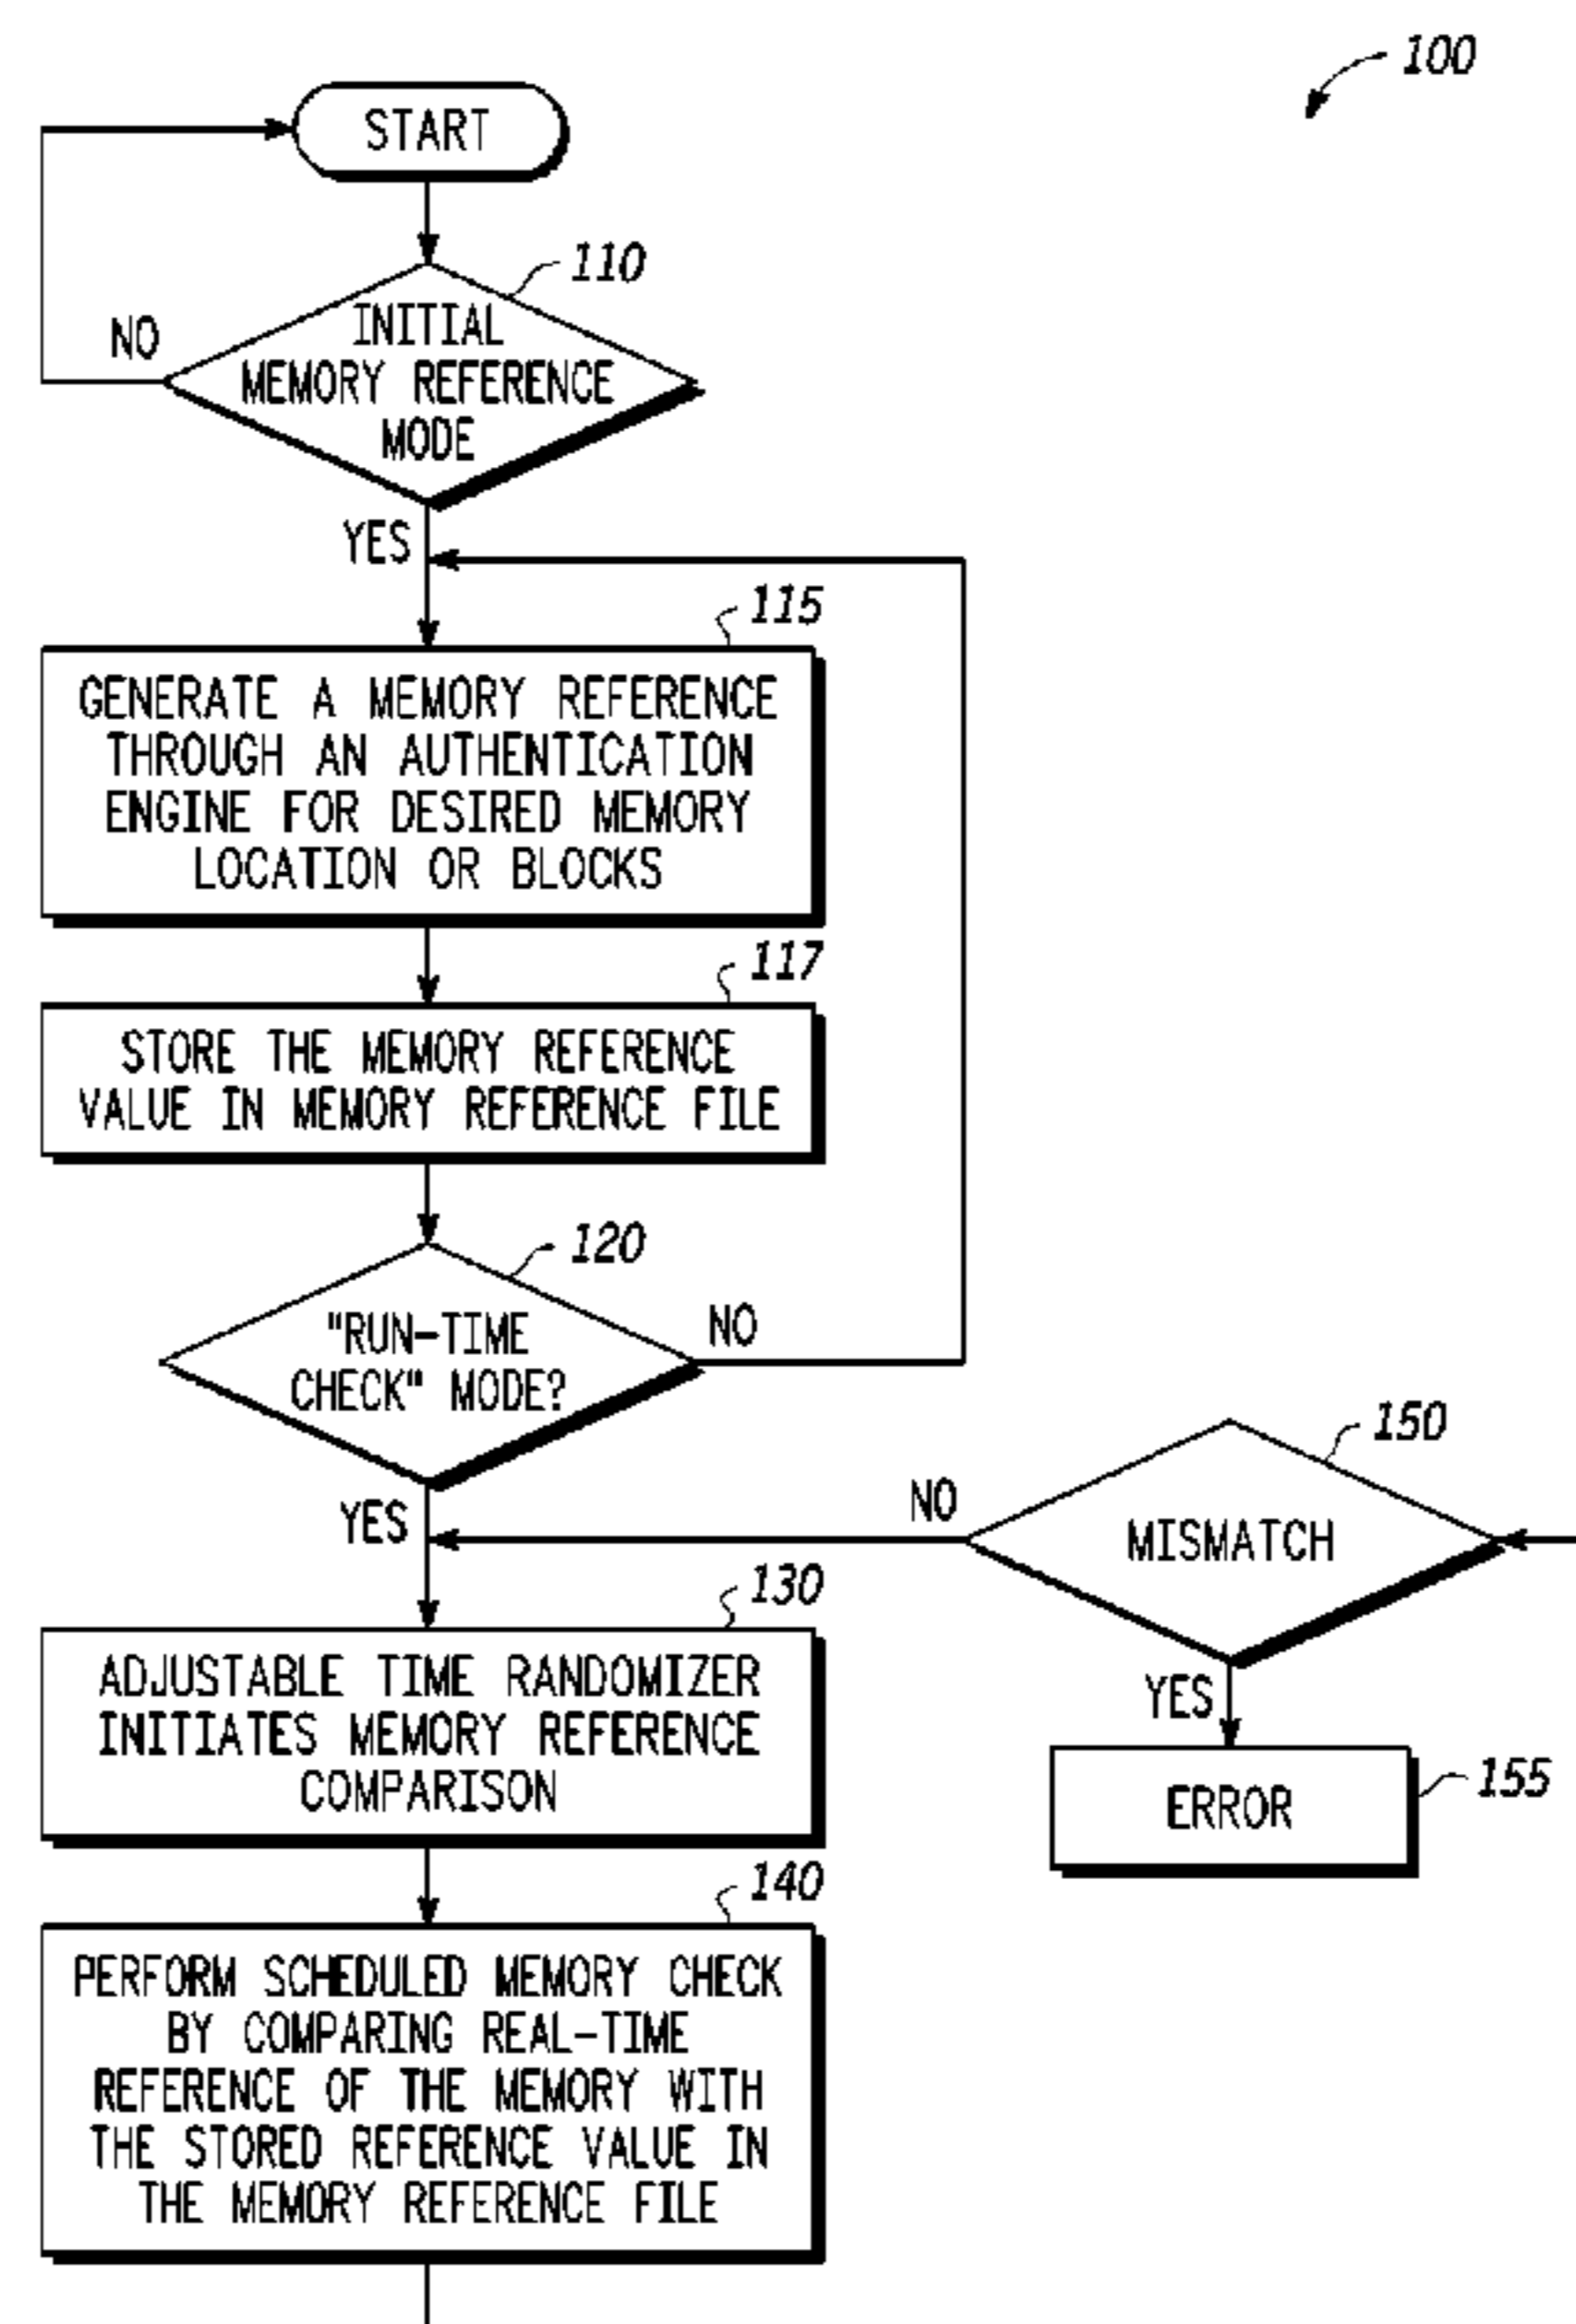 100
START
110
INITIAL
MEMORY REFERENCE
MODE
NO
YES
115
GENERATE A MEMORY REFERENCE
THROUGH AN AUTHENTICATION
ENGINE FOR DESIRED MEMORY
LOCATION OR BLOCKS
117
STORE THE MEMORY REFERENCE
VALUE IN MEMORY REFERENCE FILE
120
"RUN-TIME
CHECK" MODE?
NO
YES
150
MISMATCH
NO
YES
155
ERROR
130
ADJUSTABLE TIME RANDOMIZER
INITIATES MEMORY REFERENCE
COMPARISON
140
PERFORM SCHEDULED MEMORY CHECK
BY COMPARING REAL-TIME
REFERENCE OF THE MEMORY WITH
THE STORED REFERENCE VALUE IN
THE MEMORY REFERENCE FILE